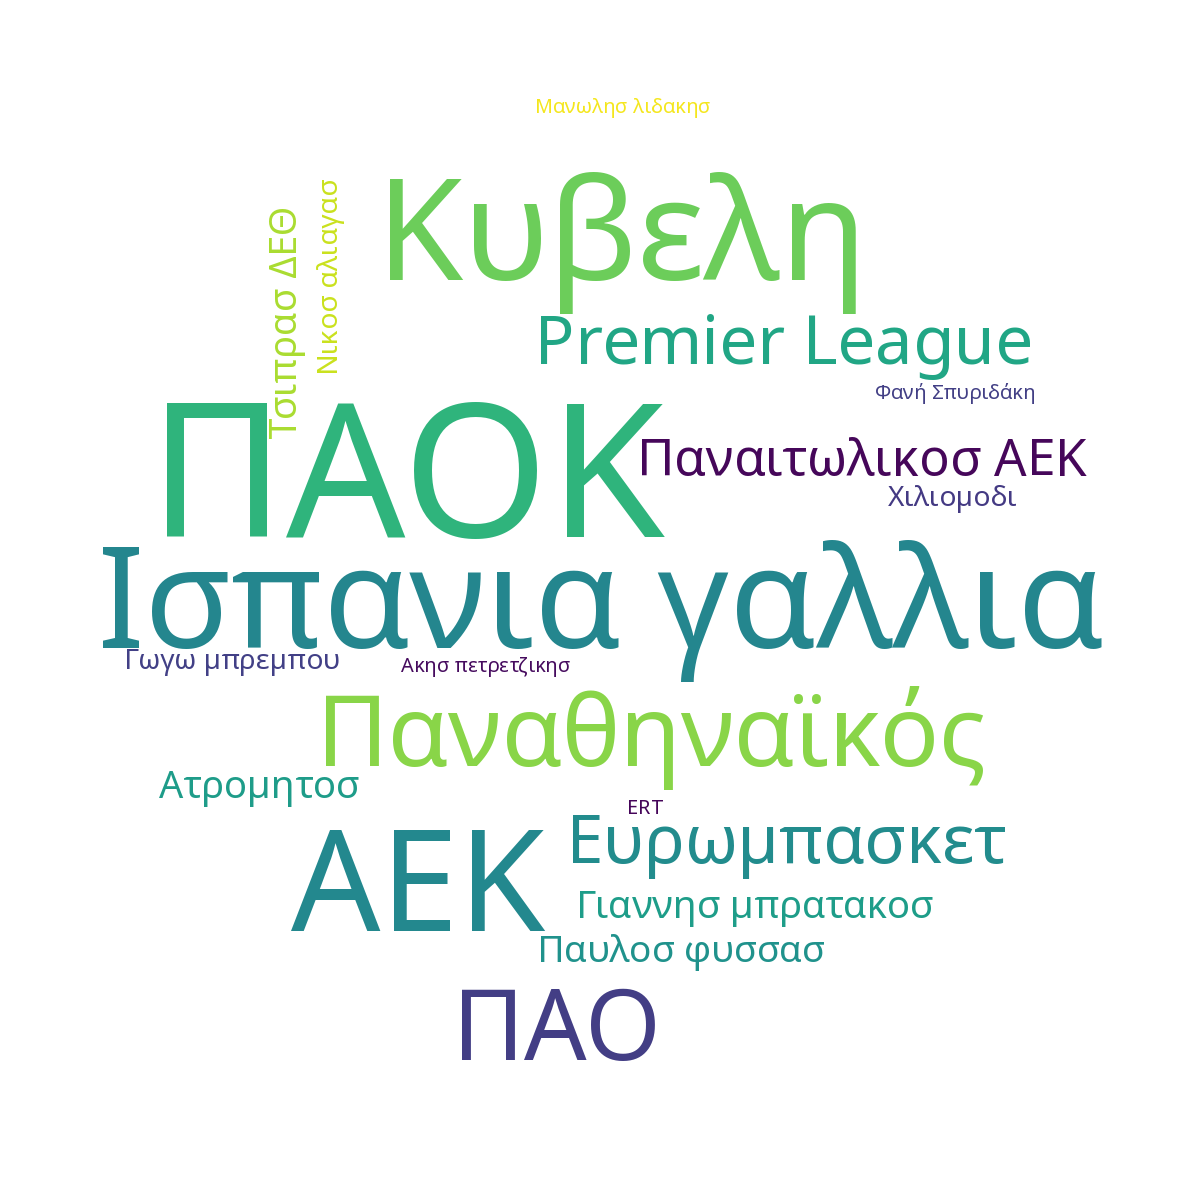 Μανωλησ λιδακησ
Κυβελη
Τσιπρασ ΔΕΘ
Νικοσ αλιαγασ
Premier League
Φανή Σπυριδάκη
ΠΑΟΚ
Παναιτωλικοσ ΑΕΚ
Χιλιομοδι
Ισπανια γαλλια
Γωγω μπρεμπου
Ακησ πετρετζικησ
Παναθηναϊκός
Ατρομητοσ
ERT
Ευρωμπασκετ
ΑΕΚ
Γιαννησ μπρατακοσ
Παυλοσ φυσσασ
ΠΑΟ